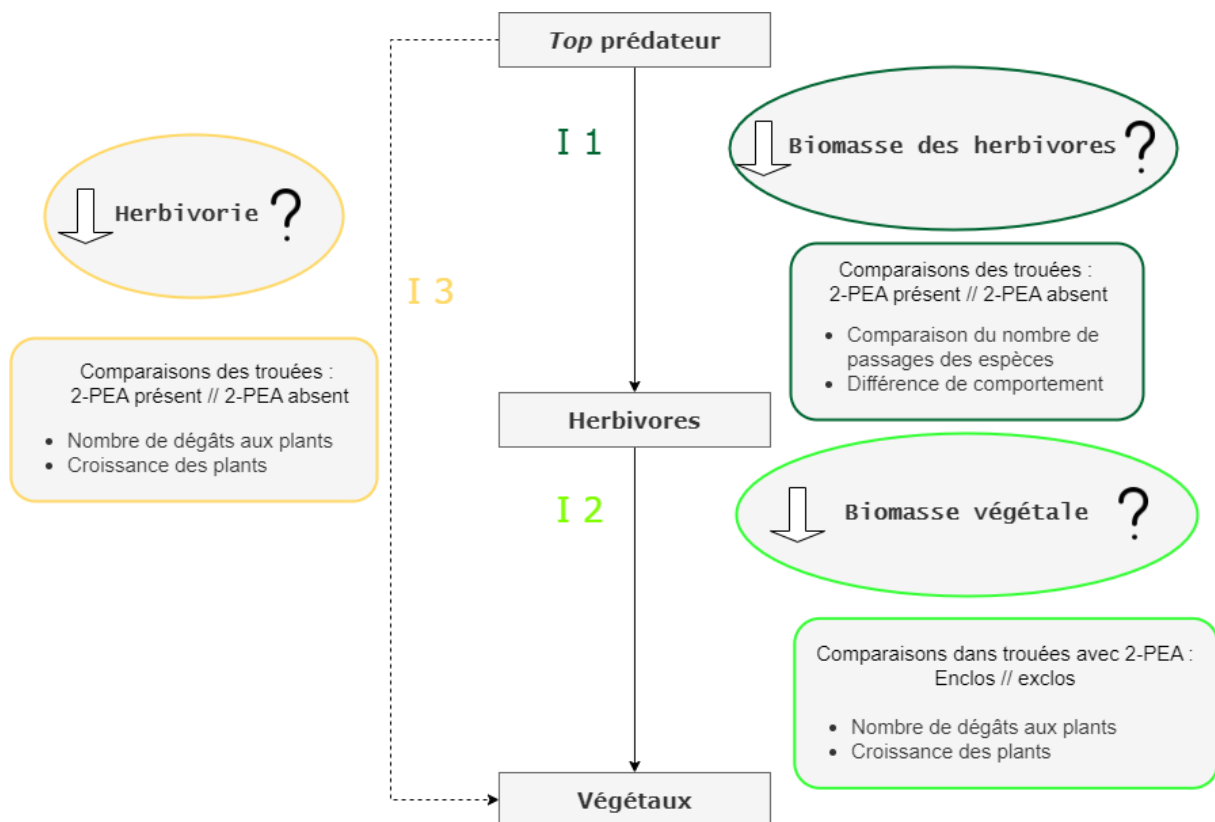 Top prédateur
I 1
Biomasse des herbivores ?
Herbivorie ?
Comparaisons des trouées :
2-PEA présent // 2-PEA absent
• Comparaison du nombre de
passages des espèces
• Différence de comportement
I 3
Comparaisons des trouées :
2-PEA présent // 2-PEA absent
• Nombre de dégâts aux plants
• Croissance des plants
Herbivores
I 2
Biomasse végétale ?
Comparaisons dans trouées avec 2-PEA :
Enclos // exclos
• Nombre de dégâts aux plants
• Croissance des plants
Végétaux